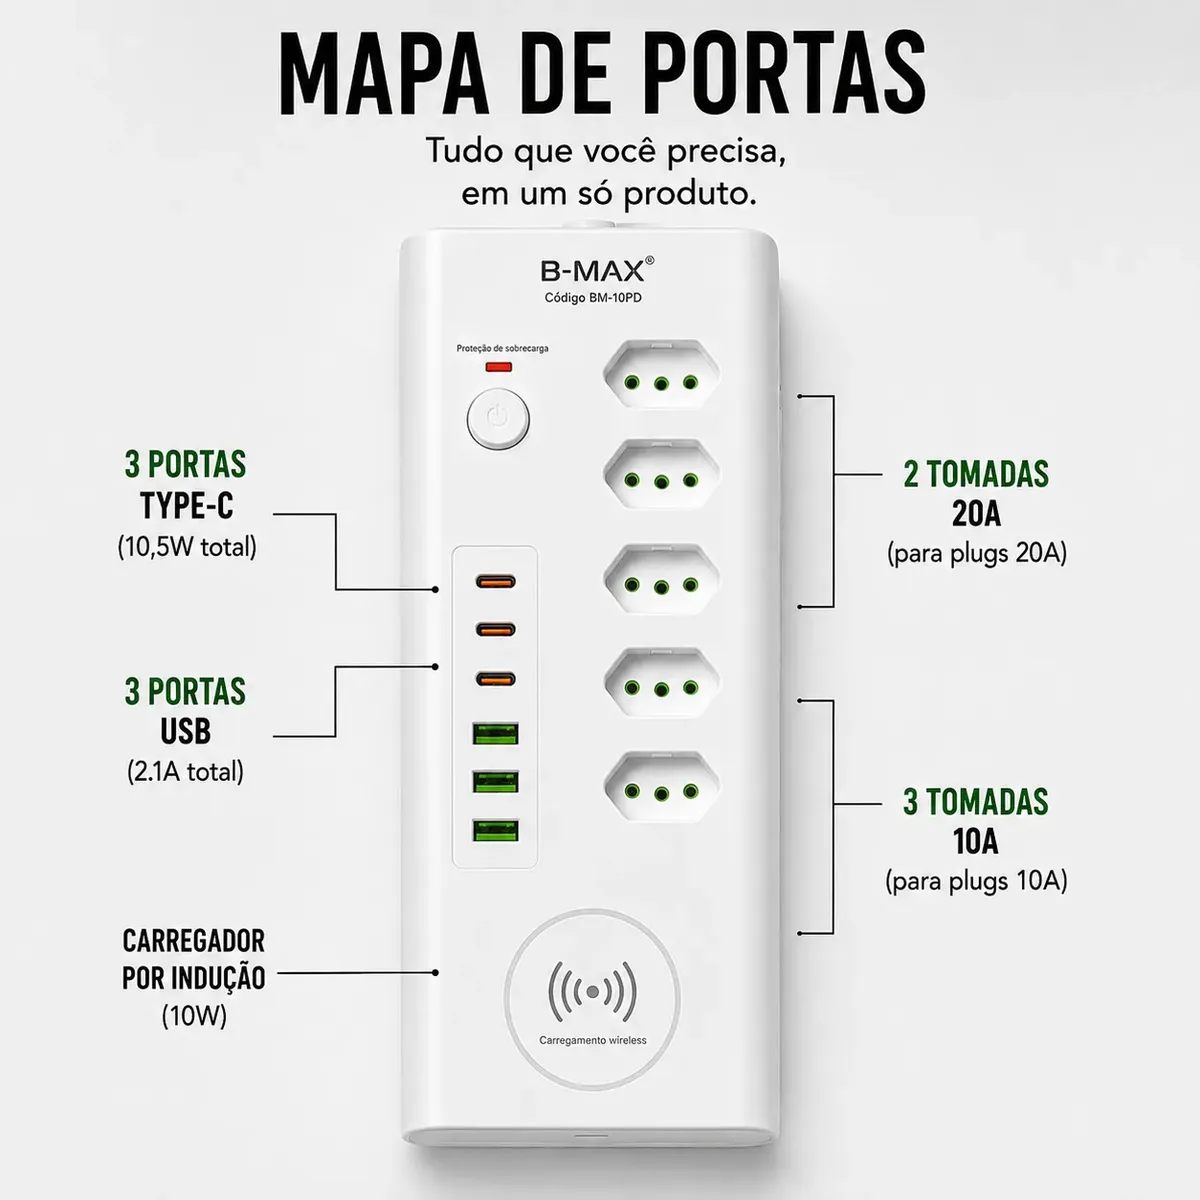 MAPA DE PORTAS
Tudo que você precisa,
em um só produto.
B-MAX®
Código BM-10PD
Proteção de sobrecarga
3 PORTAS
TYPE-C
(10,5W total)
3 PORTAS
USB
(2.1A total)
CARREGADOR
POR INDUÇÃO
(10W)
2 TOMADAS
20A
(para plugs 20A)
3 TOMADAS
10A
(para plugs 10A)
Carregamento wireless